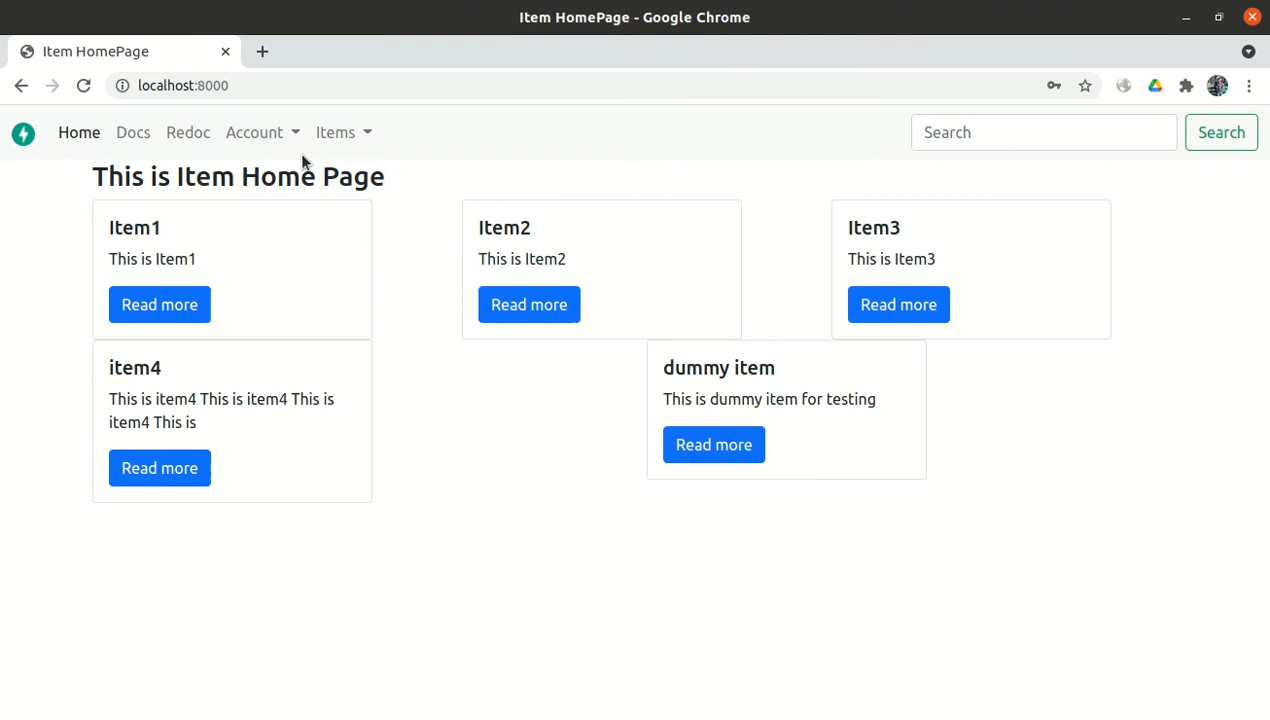 Item HomePage - Google Chrome
Item HomePage
localhost:8000
Home Docs Redoc Account Items Search Search
This is Item Home Page
Item1 Item2 Item3
This is Item1 This is Item2 This is Item3
Read more Read more Read more
item4 dummy item
This is item4 This is item4 This is This is dummy item for testing
item4 This is
Read more
Read more